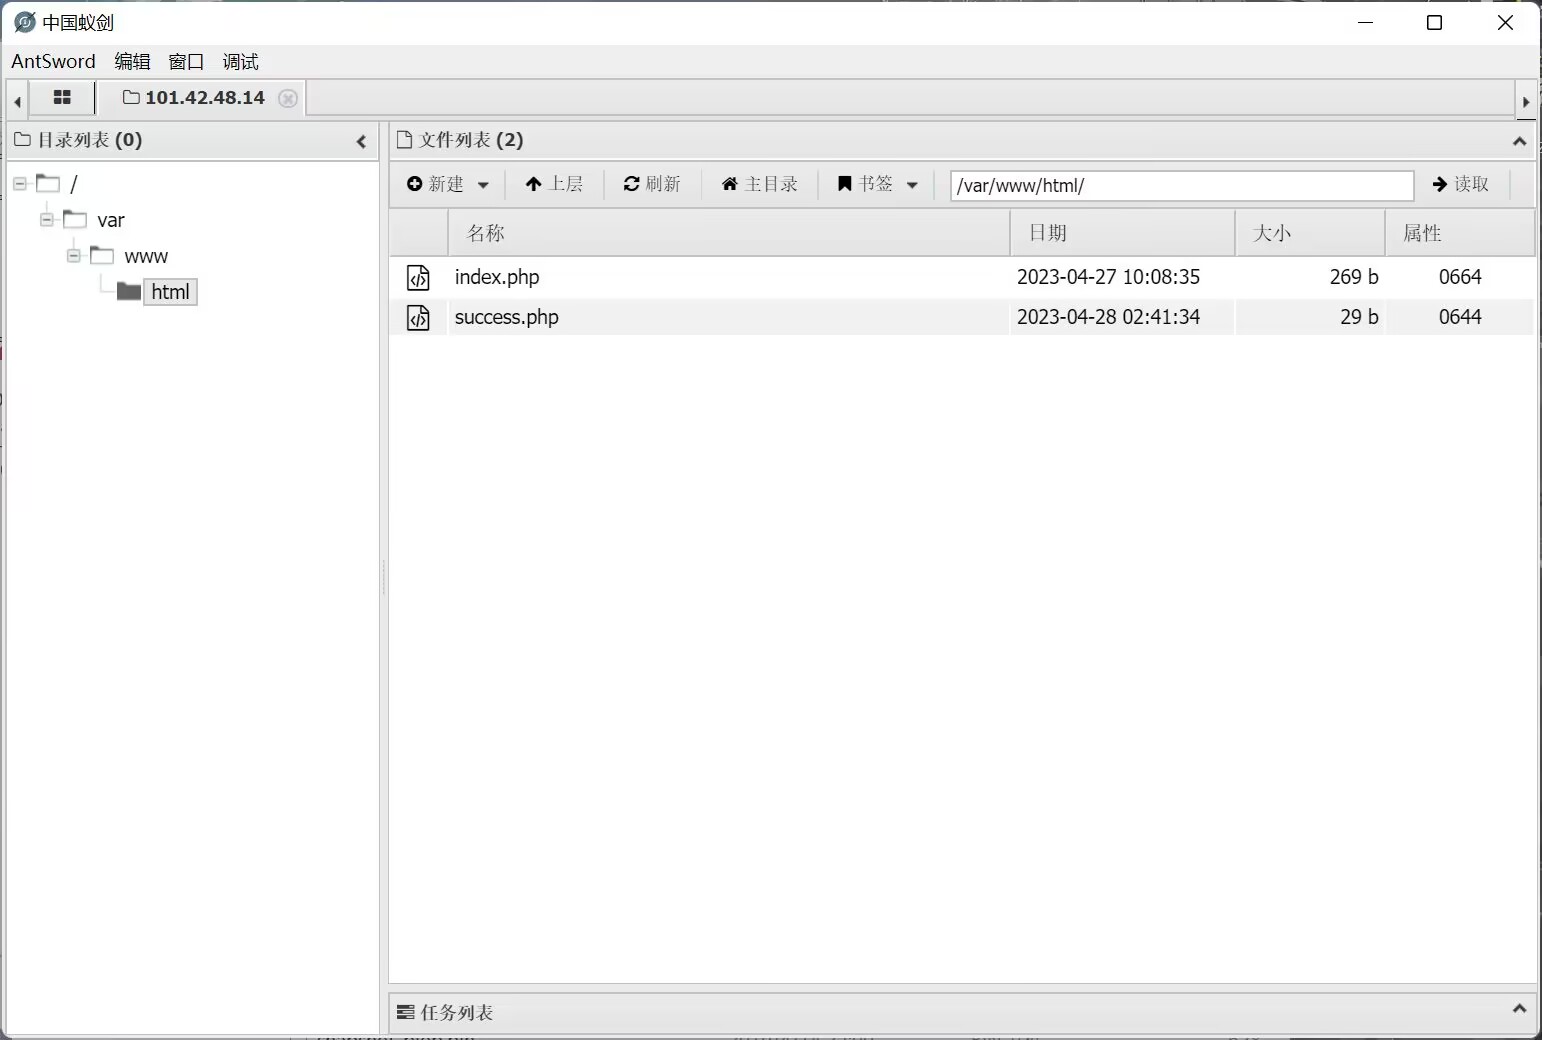 中国蚁剑
AntSword 编辑 窗口 调试
101.42.48.14
目录列表 (0)
文件列表 (2)
新建 上层 刷新 主目录 书签 /var/www/html/ 读取
/
var
www
html
名称 日期 大小 属性
index.php 2023-04-27 10:08:35 269 b 0664
success.php 2023-04-28 02:41:34 29 b 0644
任务列表